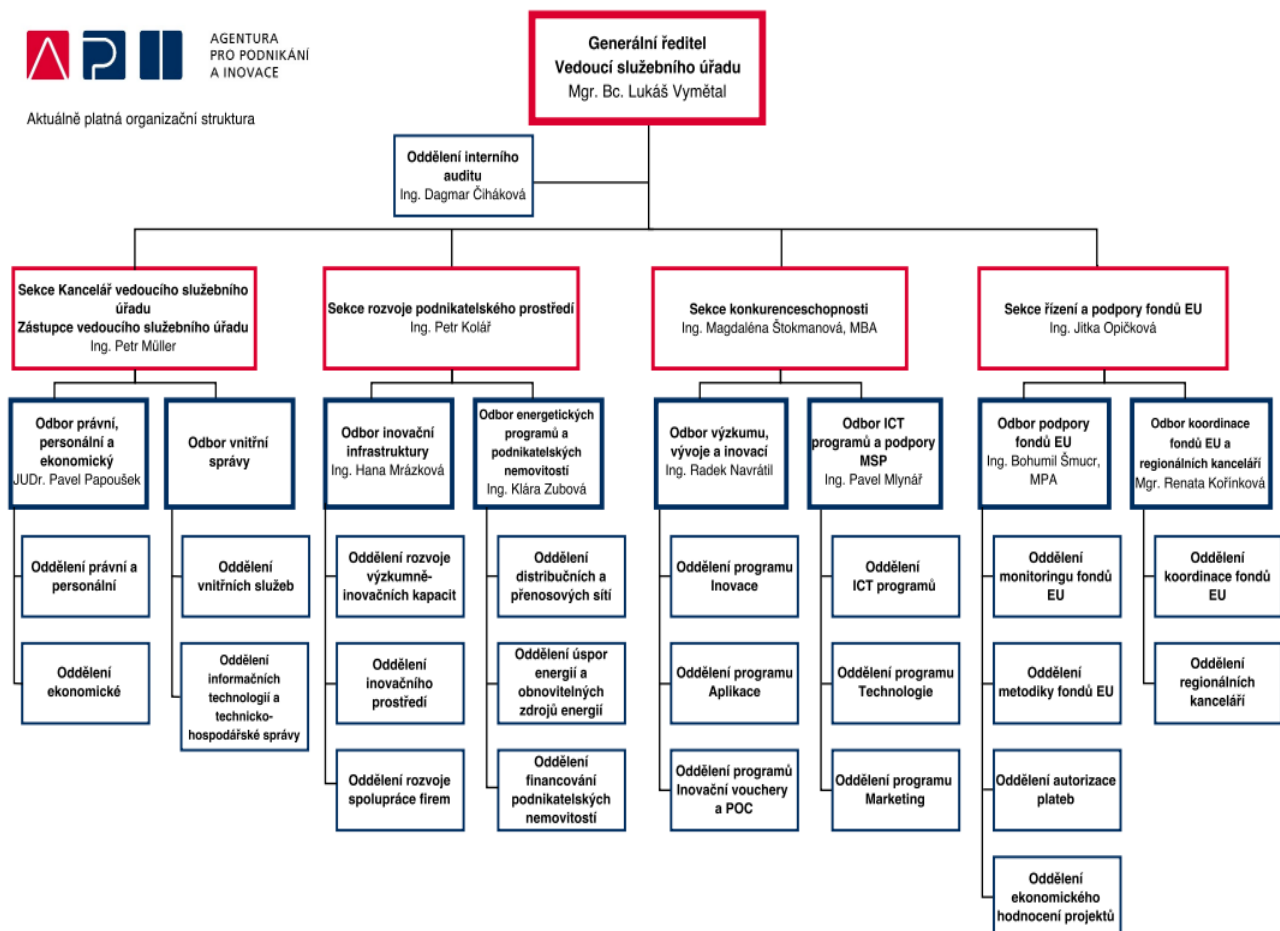 AGENTURA
PRO PODNIKÁNÍ
A INOVACE
Aktuálně platná organizační struktura
Generální ředitel
Vedoucí služebního úřadu
Mgr. Bc. Lukáš Vymětal
Oddělení interního
auditu
Ing. Dagmar Čiháková
Sekce Kancelář vedoucího služebního
úřadu
Zástupce vedoucího služebního úřadu
Ing. Petr Müller
Sekce rozvoje podnikatelského prostředí
Ing. Petr Kolář
Sekce konkurenceschopnosti
Ing. Magdaléna Štokmanová, MBA
Sekce řízení a podpory fondů EU
Ing. Jitka Opičková
Odbor právní,
personální a
ekonomický
JUDr. Pavel Papoušek
Odbor vnitřní
správy
Odbor inovační
infrastruktury
Ing. Hana Mrázková
Odbor energetických
programů a
podnikatelských
nemovitostí
Ing. Klára Zubová
Odbor výzkumu,
vývoje a inovací
Ing. Radek Navrátil
Odbor ICT
programů a podpory
MSP
Ing. Pavel Mlynář
Odbor podpory
fondů EU
Ing. Bohumil Šmucr,
MPA
Odbor koordinace
fondů EU a
regionálních kanceláří
Mgr. Renata Kořínková
Oddělení právní a
personální
Oddělení
vnitřních služeb
Oddělení rozvoje
výzkumně-
inovačních kapacit
Oddělení
distribučních a
přenosových sítí
Oddělení programu
Inovace
Oddělení
ICT programů
Oddělení
monitoringu fondů
EU
Oddělení
koordinace fondů
EU
Oddělení
ekonomické
Oddělení
informačních
technologií a
technicko-
hospodářské správy
Oddělení
inovačního
prostředí
Oddělení úspor
energií a
obnovitelných
zdrojů energií
Oddělení programu
Aplikace
Oddělení programu
Technologie
Oddělení
metodiky fondů EU
Oddělení
regionálních
kanceláří
Oddělení rozvoje
spolupráce firem
Oddělení
financování
podnikatelských
nemovitostí
Oddělení programů
Inovační vouchery
a POC
Oddělení programu
Marketing
Oddělení autorizace
plateb
Oddělení
ekonomického
hodnocení projektů